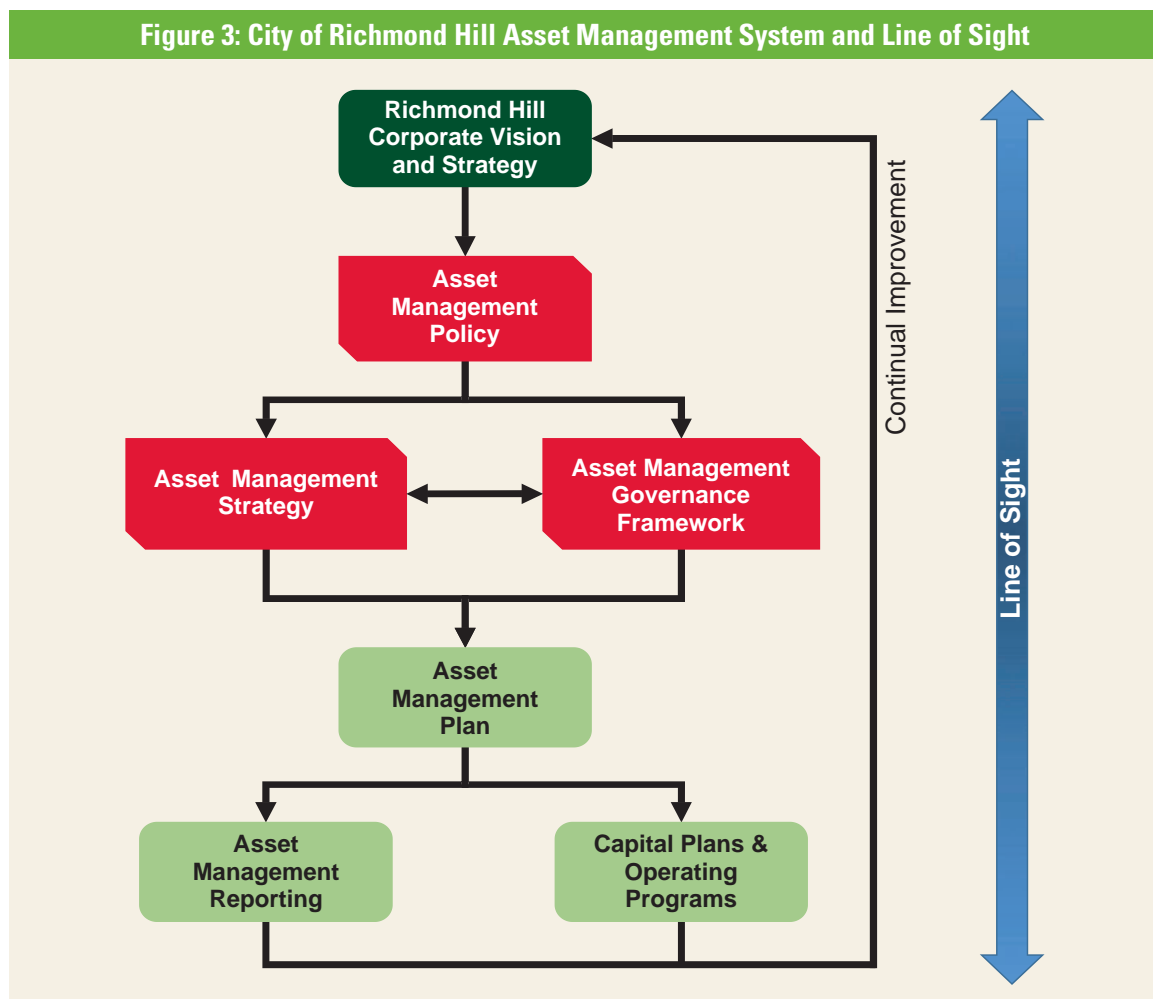 Figure 3: City of Richmond Hill Asset Management System and Line of Sight
Richmond Hill
Corporate Vision
and Strategy
Asset
Management
Policy
Continual Improvement
Line of Sight
Asset Management
Strategy
Asset Management
Governance
Framework
Asset
Management
Plan
Asset
Management
Reporting
Capital Plans &
Operating
Programs